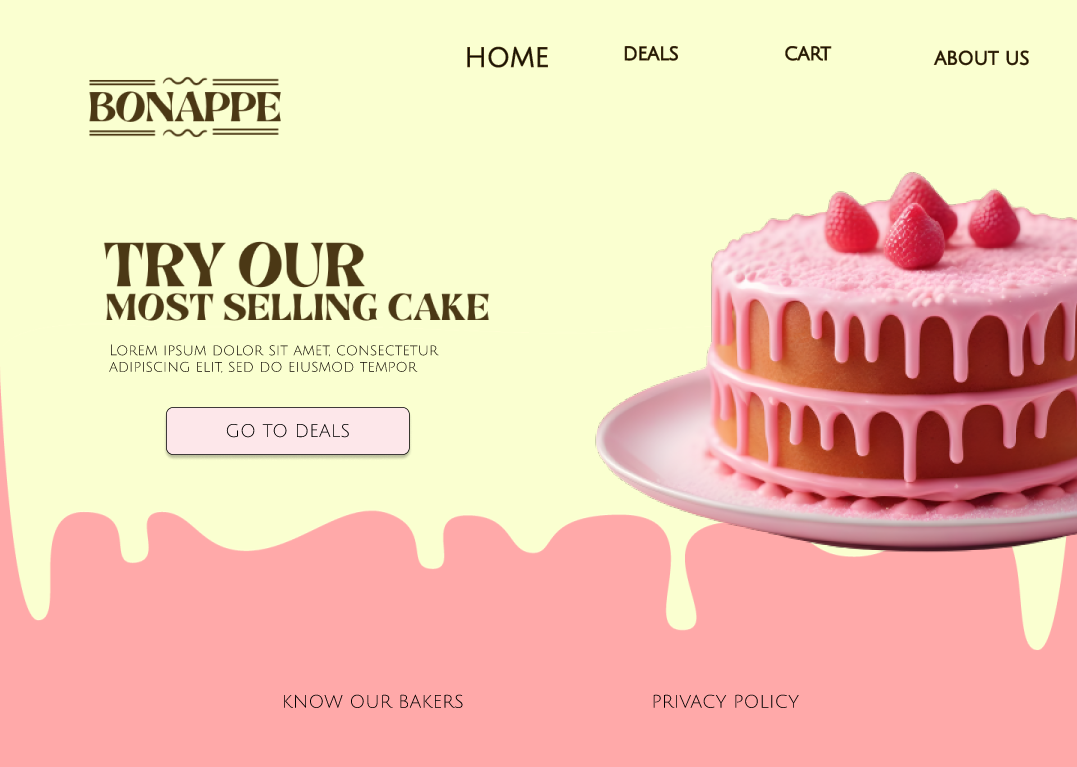 HOME
DEALS
CART
ABOUT US
BONAPPE
TRY OUR
MOST SELLING CAKE
LOREM IPSUM DOLOR SIT AMET, CONSECTETUR
ADIPISCING ELIT, SED DO EIUSMOD TEMPOR
GO TO DEALS
KNOW OUR BAKERS
PRIVACY POLICY